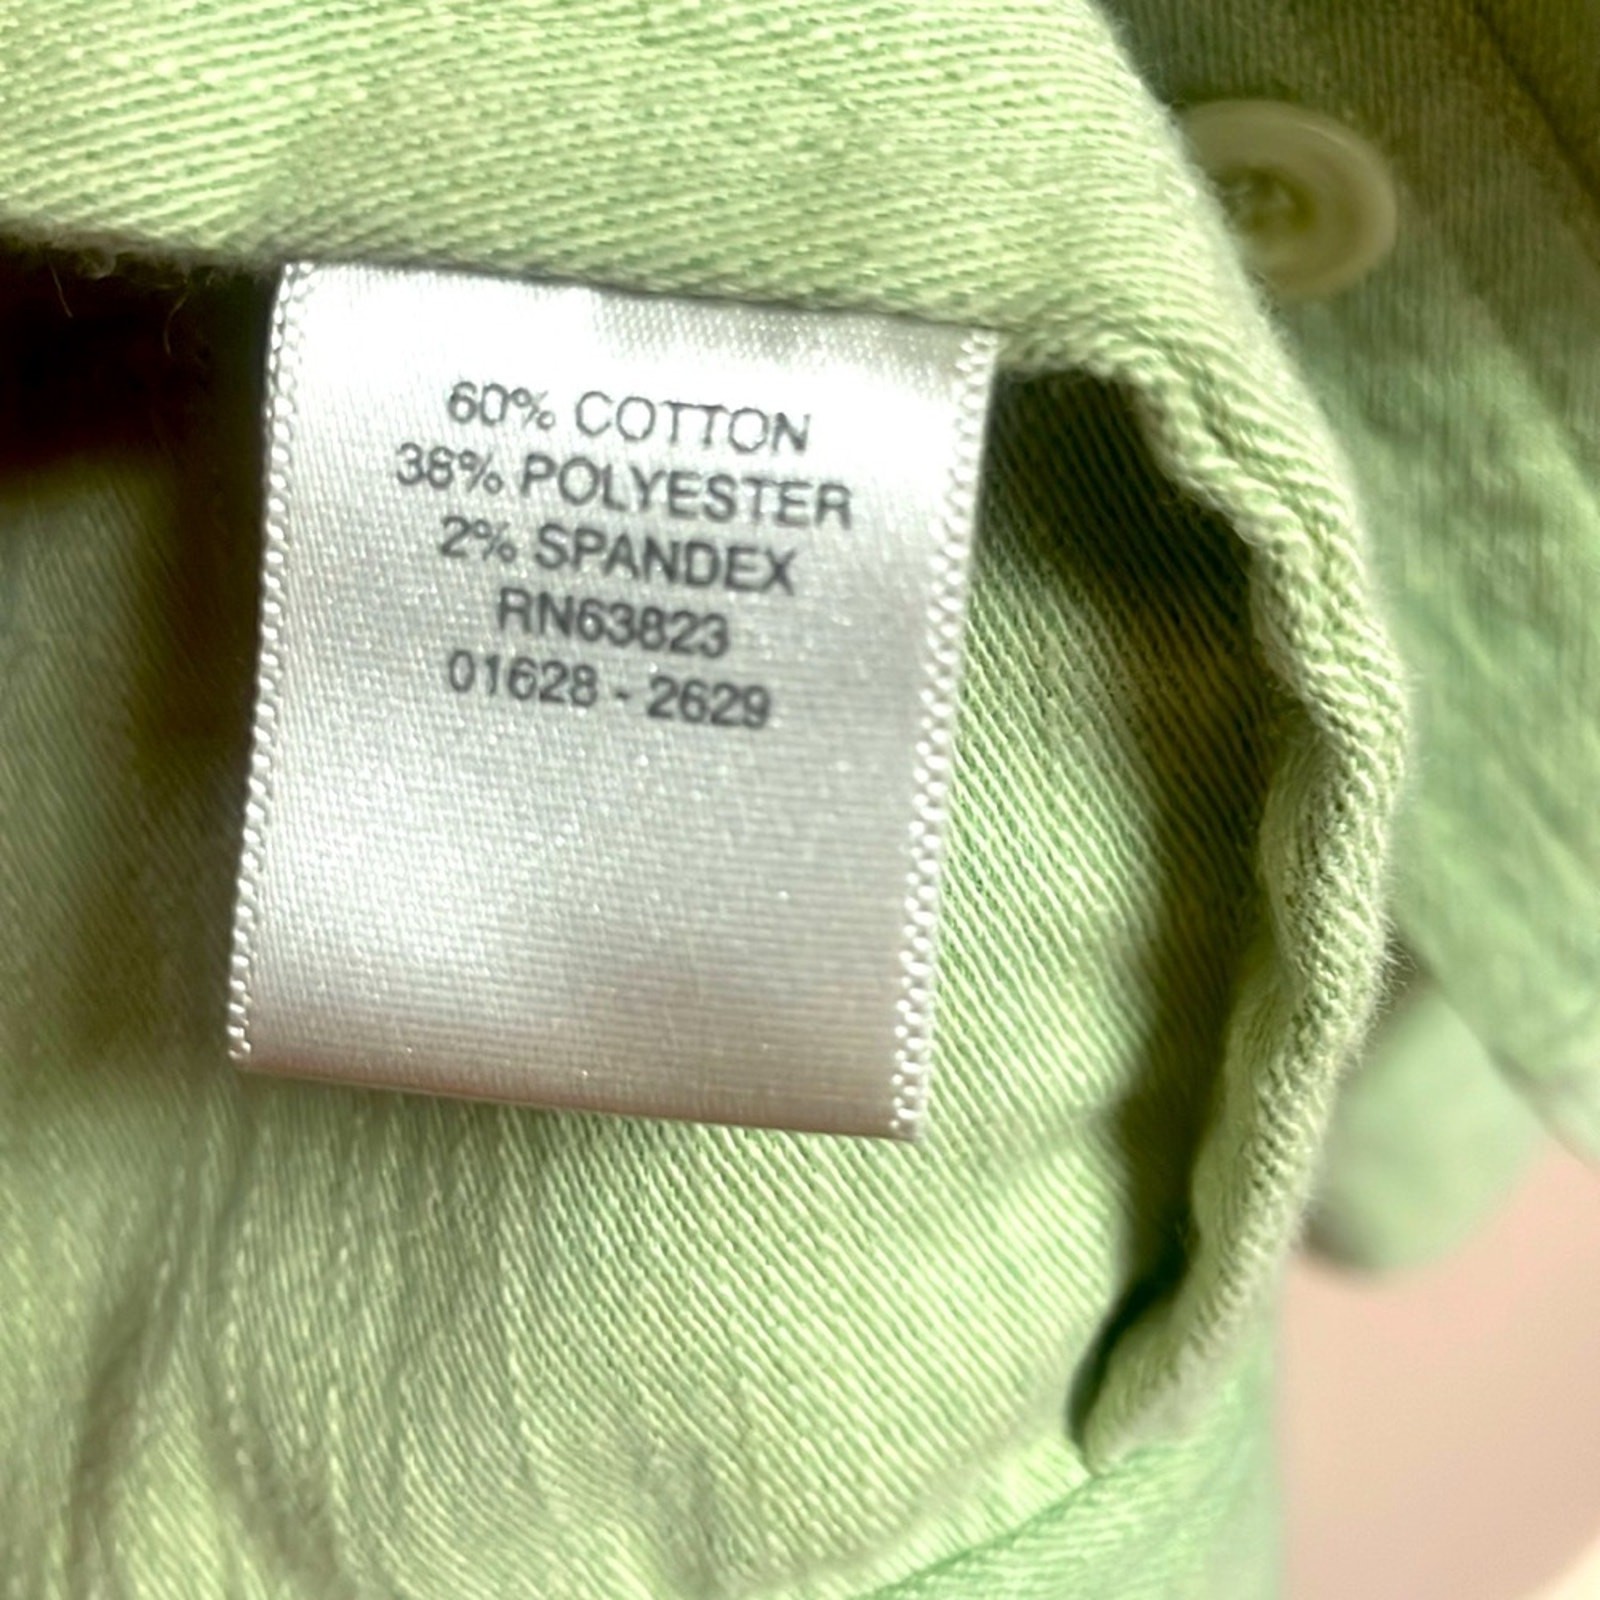 60% COTTON
38% POLYESTER
2% SPANDEX
RN63823
01628 - 2629